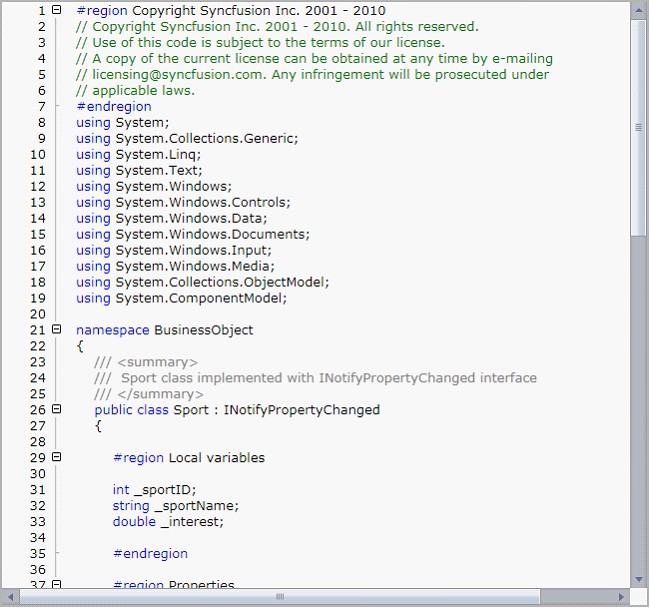 1 #region Copyright Syncfusion Inc. 2001 - 2010
2 // Copyright Syncfusion Inc. 2001 - 2010. All rights reserved.
3 // Use of this code is subject to the terms of our license.
4 // A copy of the current license can be obtained at any time by e-mailing
5 // licensing@syncfusion.com. Any infringement will be prosecuted under
6 // applicable laws.
7 #endregion
8 using System;
9 using System.Collections.Generic;
10 using System.Linq;
11 using System.Text;
12 using System.Windows;
13 using System.Windows.Controls;
14 using System.Windows.Data;
15 using System.Windows.Documents;
16 using System.Windows.Input;
17 using System.Windows.Media;
18 using System.Collections.ObjectModel;
19 using System.ComponentModel;
20
21 namespace BusinessObject
22 {
23 /// <summary>
24 /// Sport class implemented with INotifyPropertyChanged interface
25 /// </summary>
26 public class Sport : INotifyPropertyChanged
27 {
28
29 #region Local variables
30
31 int _sportID;
32 string _sportName;
33 double _interest;
34
35 #endregion
36
37 #region Properties